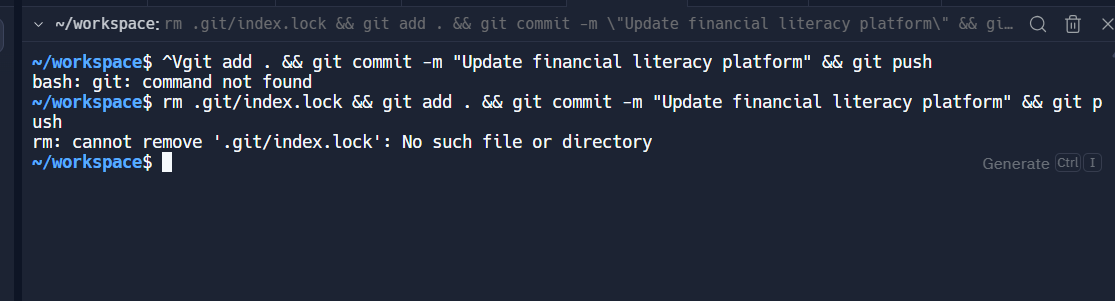 ~/workspace: rm .git/index.lock && git add . && git commit -m \"Update financial literacy platform\" && gi…
~/workspace$ ^Vgit add . && git commit -m "Update financial literacy platform" && git push
bash: git: command not found
~/workspace$ rm .git/index.lock && git add . && git commit -m "Update financial literacy platform" && git p
ush
rm: cannot remove '.git/index.lock': No such file or directory
~/workspace$
Generate Ctrl I